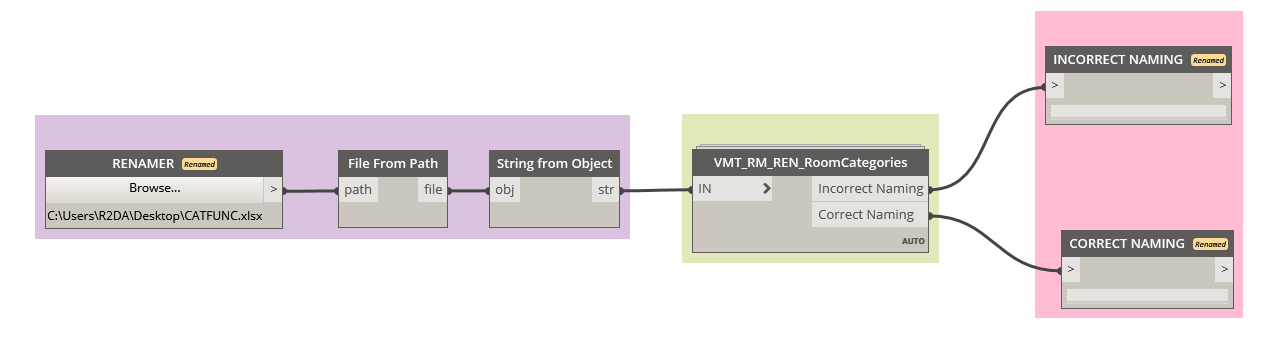 INCORRECT NAMING Renamed
> >
RENAMER Renamed
Browse... >
C:\Users\R2DA\Desktop\CATFUNC.xlsx
File From Path
path file
String from Object
obj str
VMT_RM_REN_RoomCategories
IN Incorrect Naming
Correct Naming
AUTO
CORRECT NAMING Renamed
> >